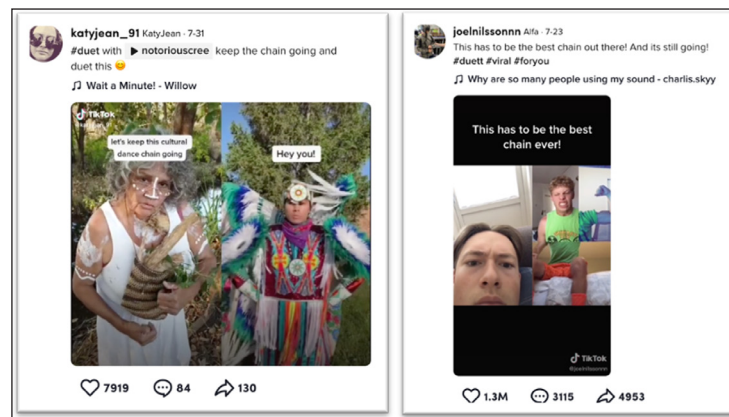 katyjean_91 KatyJean · 7-31
#duet with ▶ notoriouscree keep the chain going and
duet this 😊
♫ Wait a Minute! - Willow
TikTok
let's keep this cultural
dance chain going
Hey you!
7919 84 130
joelnilssonnn Alfa · 7-23
This has to be the best chain out there! And its still going!
#duett #viral #foryou
♫ Why are so many people using my sound - charlis.skyy
This has to be the best
chain ever!
TikTok
@joelnilssonnn
1.3M 3115 4953